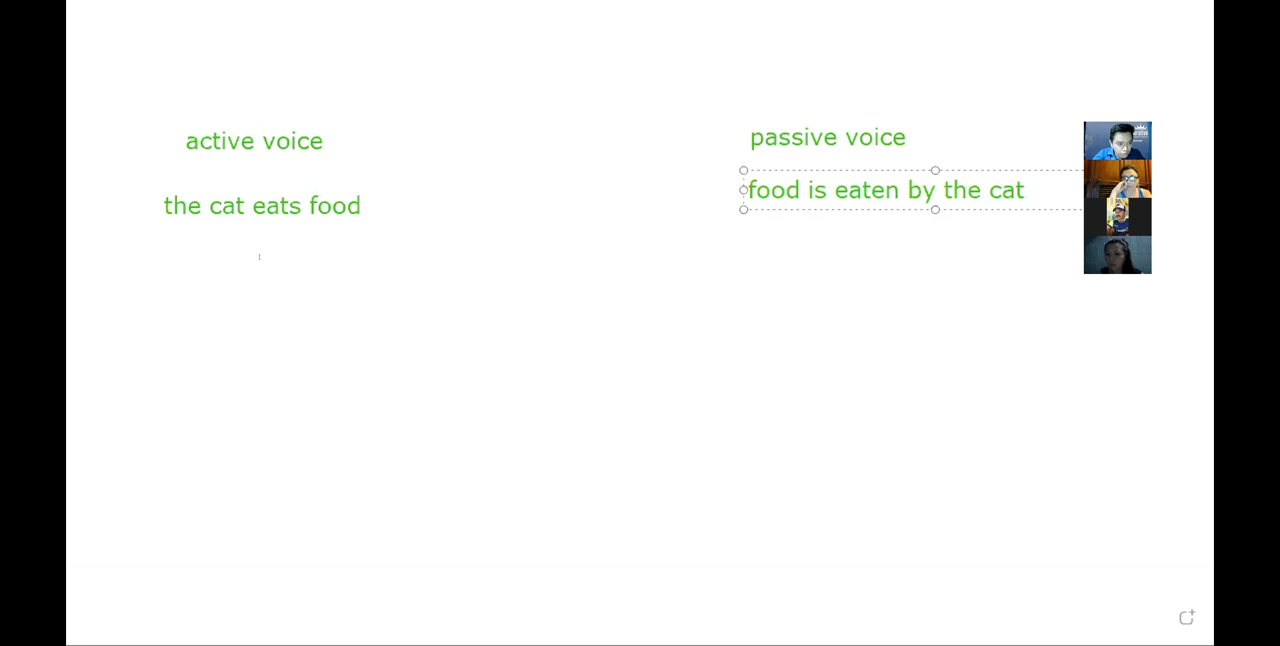 active voice
the cat eats food
passive voice
food is eaten by the cat